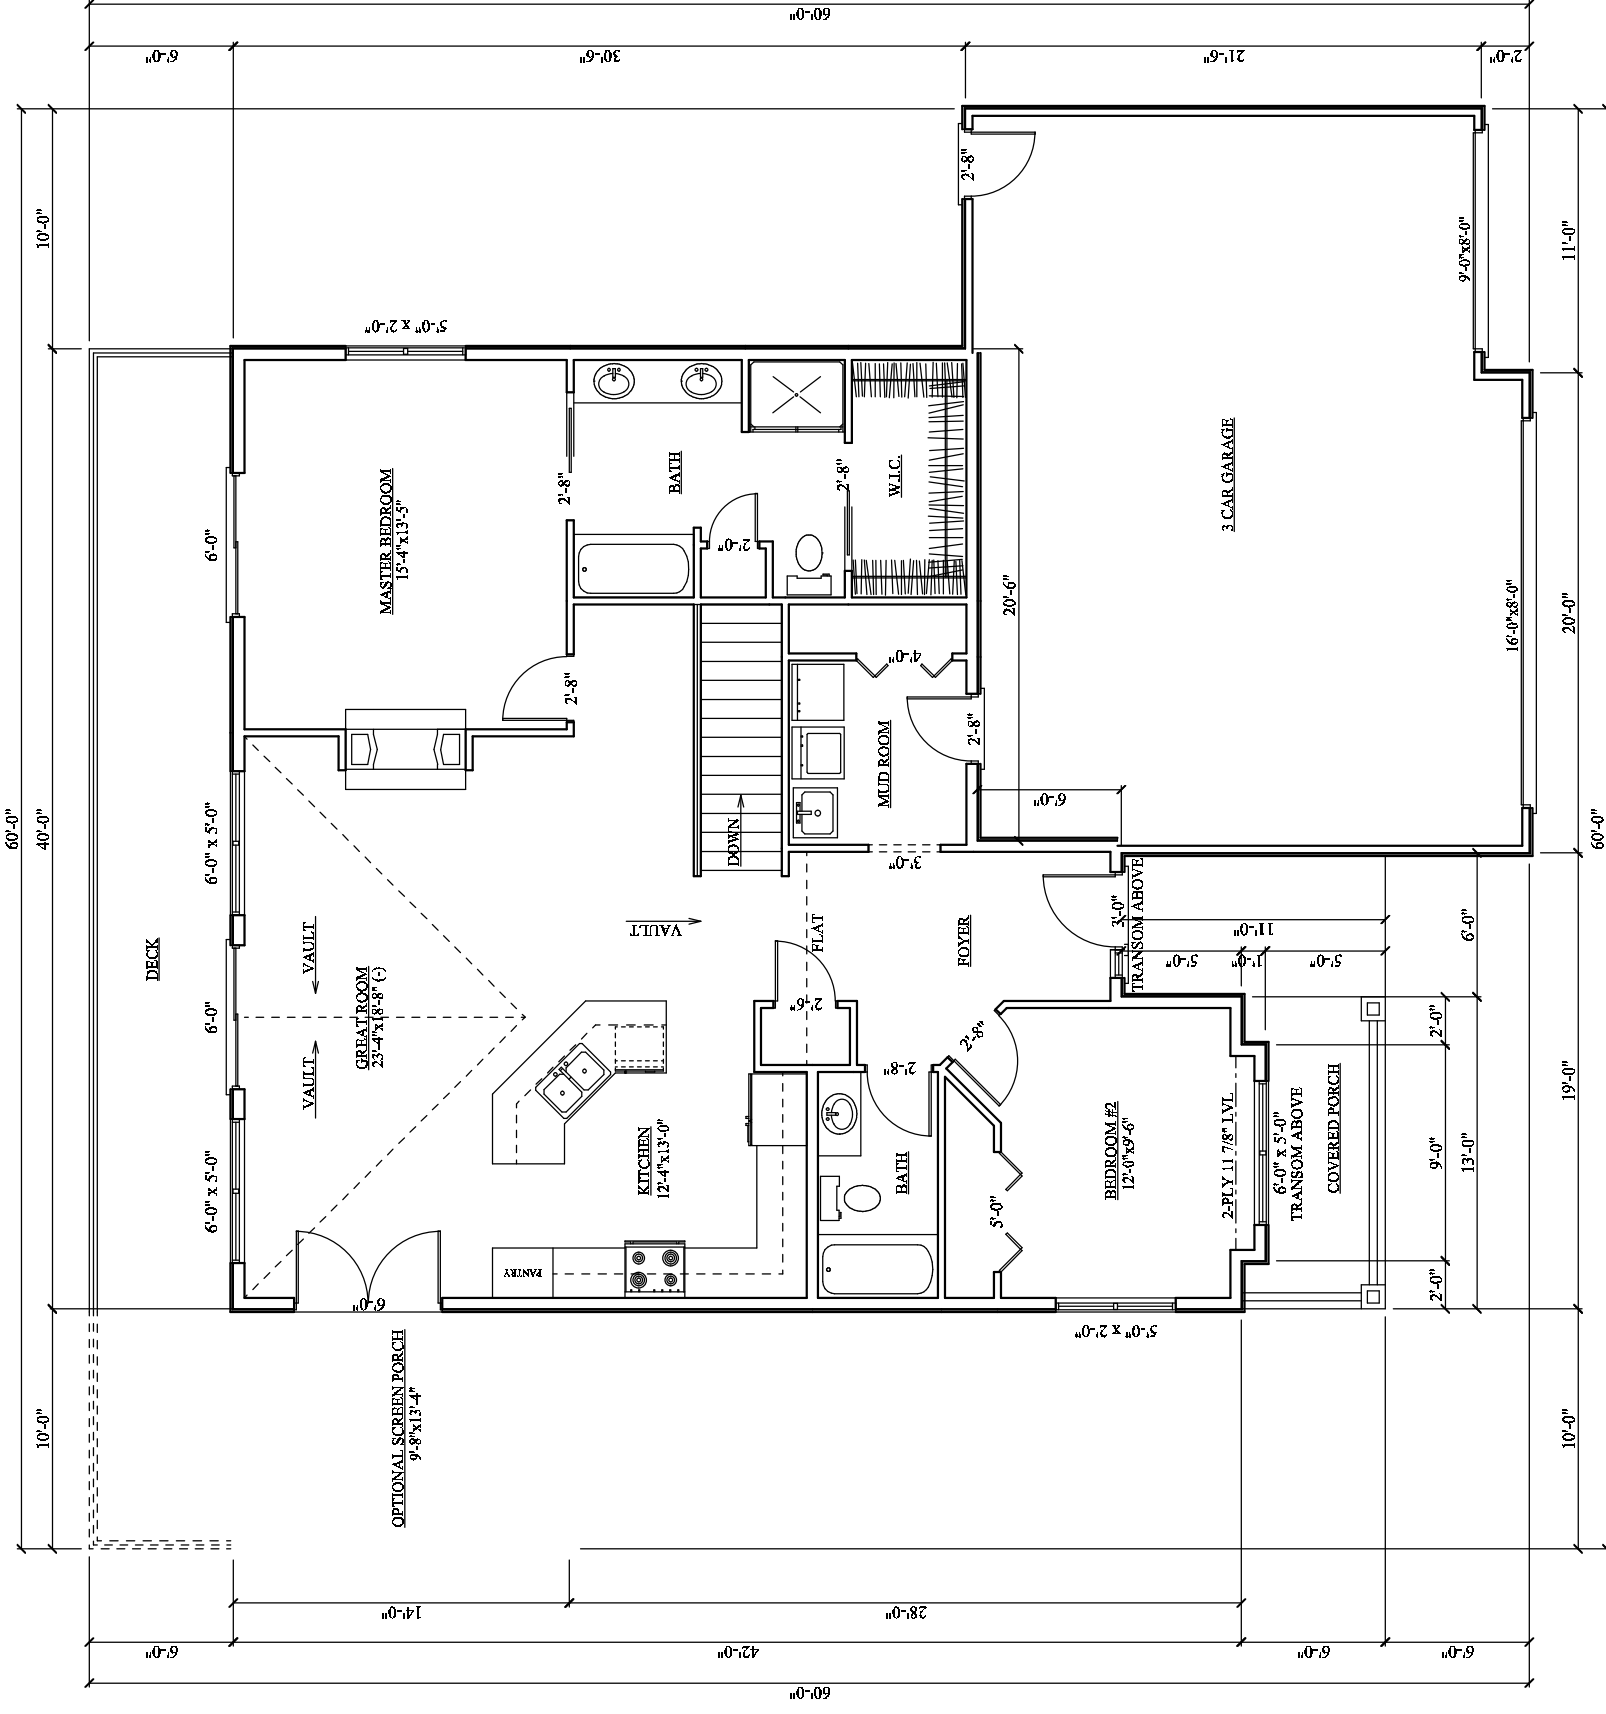 60'-0"
6'-0"
30'-6"
21'-6"
2'-0"
10'-0"
40'-0"
60'-0"
10'-0"
5'-0" x 2'-0"
2'-8"
9'-0"x8'-0"
11'-0"
DECK
6'-0"
MASTER BEDROOM
15'-4"x13'-5"
2'-8"
BATH
2'-0"
2'-8"
W.I.C.
3 CAR GARAGE
20'-6"
16'-0"x8'-0"
20'-0"
2'-8"
4'-0"
MUD ROOM
2'-8"
6'-0"
60'-0"
6'-0" x 5'-0"
DOWN
3'-0"
VAULT
VAULT
FLAT
FOYER
3'-0"
TRANSOM ABOVE
11'-0"
5'-0"
1'-0"
5'-0"
6'-0"
6'-0"
VAULT
GREAT ROOM
23'-4"x18'-8" (-)
2'-6"
2'-8"
2'-8"
2'-0"
6'-0" x 5'-0"
KITCHEN
12'-4"x13'-0"
BATH
5'-0"
BEDROOM #2
12'-0"x9'-6"
2-PLY 11 7/8" LVL
6'-0" x 5'-0"
TRANSOM ABOVE
COVERED PORCH
9'-0"
13'-0"
19'-0"
PANTRY
6'-0"
2'-0"
5'-0" x 2'-0"
OPTIONAL SCREEN PORCH
9'-8"x13'-4"
10'-0"
10'-0"
14'-0"
28'-0"
6'-0"
42'-0"
6'-0"
6'-0"
60'-0"